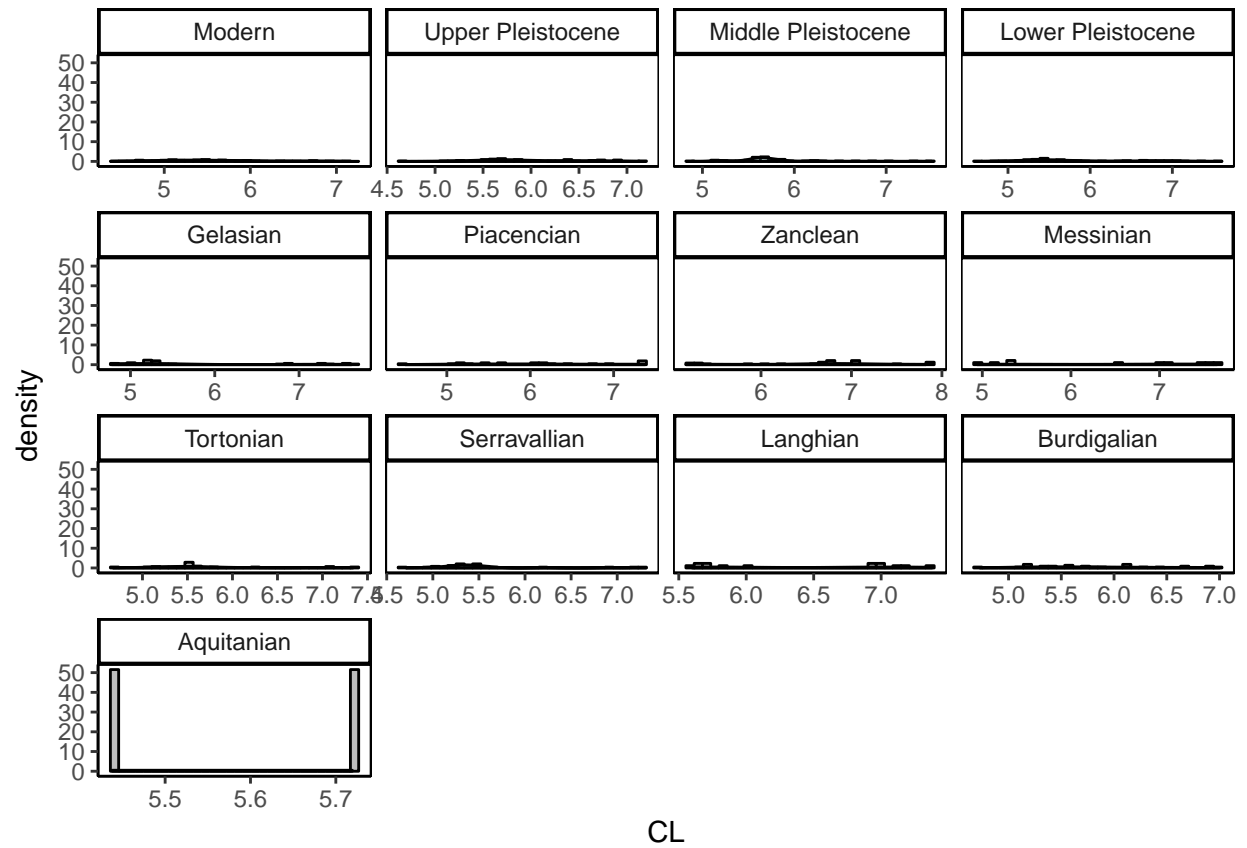 Modern Upper Pleistocene Middle Pleistocene Lower Pleistocene
50
40
30
20
10
0
5 6 7 4.5 5.0 5.5 6.0 6.5 7.0 5 6 7 5 6 7
Gelasian Piacencian Zanclean Messinian
50
40
30
20
10
0
5 6 7 5 6 7 6 7 8 5 6 7
density
Tortonian Serravallian Langhian Burdigalian
50
40
30
20
10
0
5.0 5.5 6.0 6.5 7.0 7.5 4.5 5.0 5.5 6.0 6.5 7.0 5.5 6.0 6.5 7.0 5.0 5.5 6.0 6.5 7.0
Aquitanian
50
40
30
20
10
0
5.5 5.6 5.7
CL